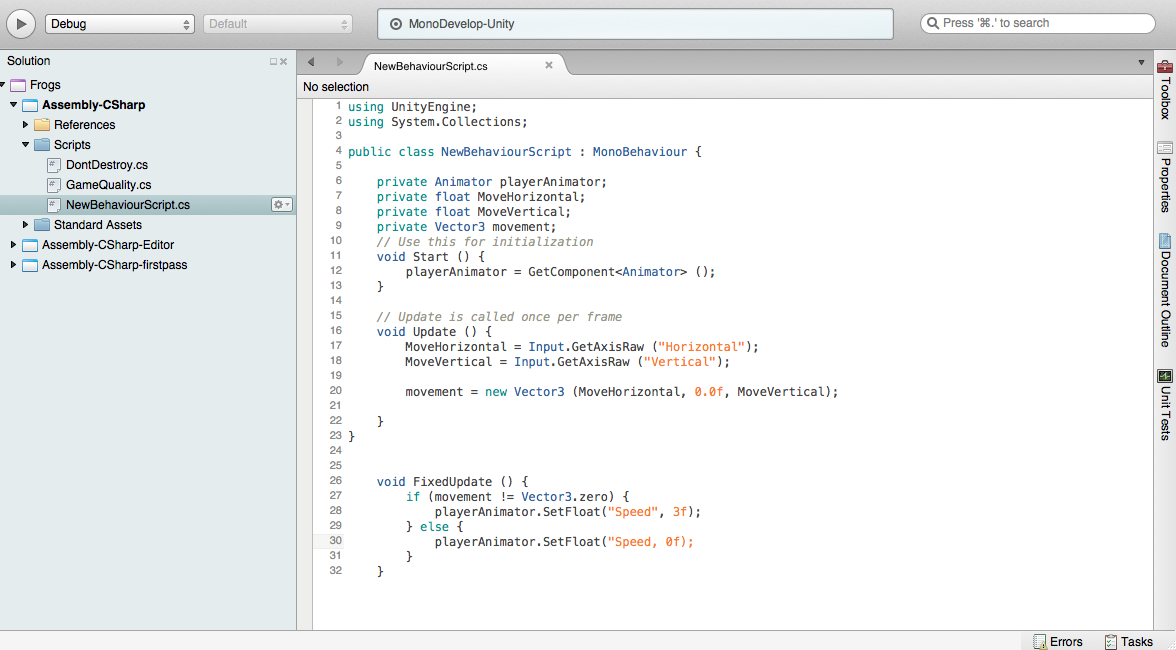 Debug
Default
MonoDevelop-Unity
Press '⌘.' to search
Solution
Frogs
Assembly-CSharp
References
Scripts
DontDestroy.cs
GameQuality.cs
NewBehaviourScript.cs
Standard Assets
Assembly-CSharp-Editor
Assembly-CSharp-firstpass
NewBehaviourScript.cs
No selection
1 using UnityEngine;
2 using System.Collections;
3
4 public class NewBehaviourScript : MonoBehaviour {
5
6     private Animator playerAnimator;
7     private float MoveHorizontal;
8     private float MoveVertical;
9     private Vector3 movement;
10     // Use this for initialization
11     void Start () {
12         playerAnimator = GetComponent<Animator> ();
13     }
14
15     // Update is called once per frame
16     void Update () {
17         MoveHorizontal = Input.GetAxisRaw ("Horizontal");
18         MoveVertical = Input.GetAxisRaw ("Vertical");
19
20         movement = new Vector3 (MoveHorizontal, 0.0f, MoveVertical);
21
22     }
23 }
24
25
26     void FixedUpdate () {
27         if (movement != Vector3.zero) {
28             playerAnimator.SetFloat("Speed", 3f);
29         } else {
30             playerAnimator.SetFloat("Speed, 0f);
31         }
32     }
Toolbox
Properties
Document Outline
Unit Tests
Errors
Tasks